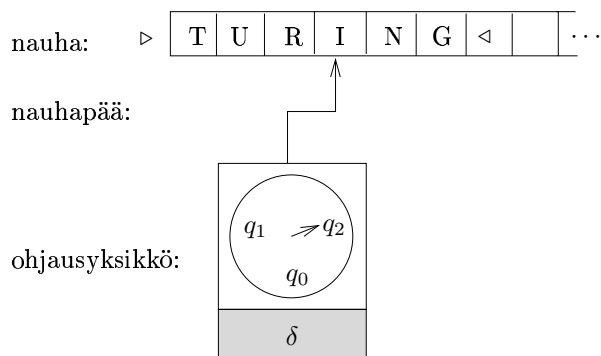 nauha: ▷ T U R I N G ◁ ···
nauhapää:
q₁ q₂
ohjausyksikkö:
q₀
δ